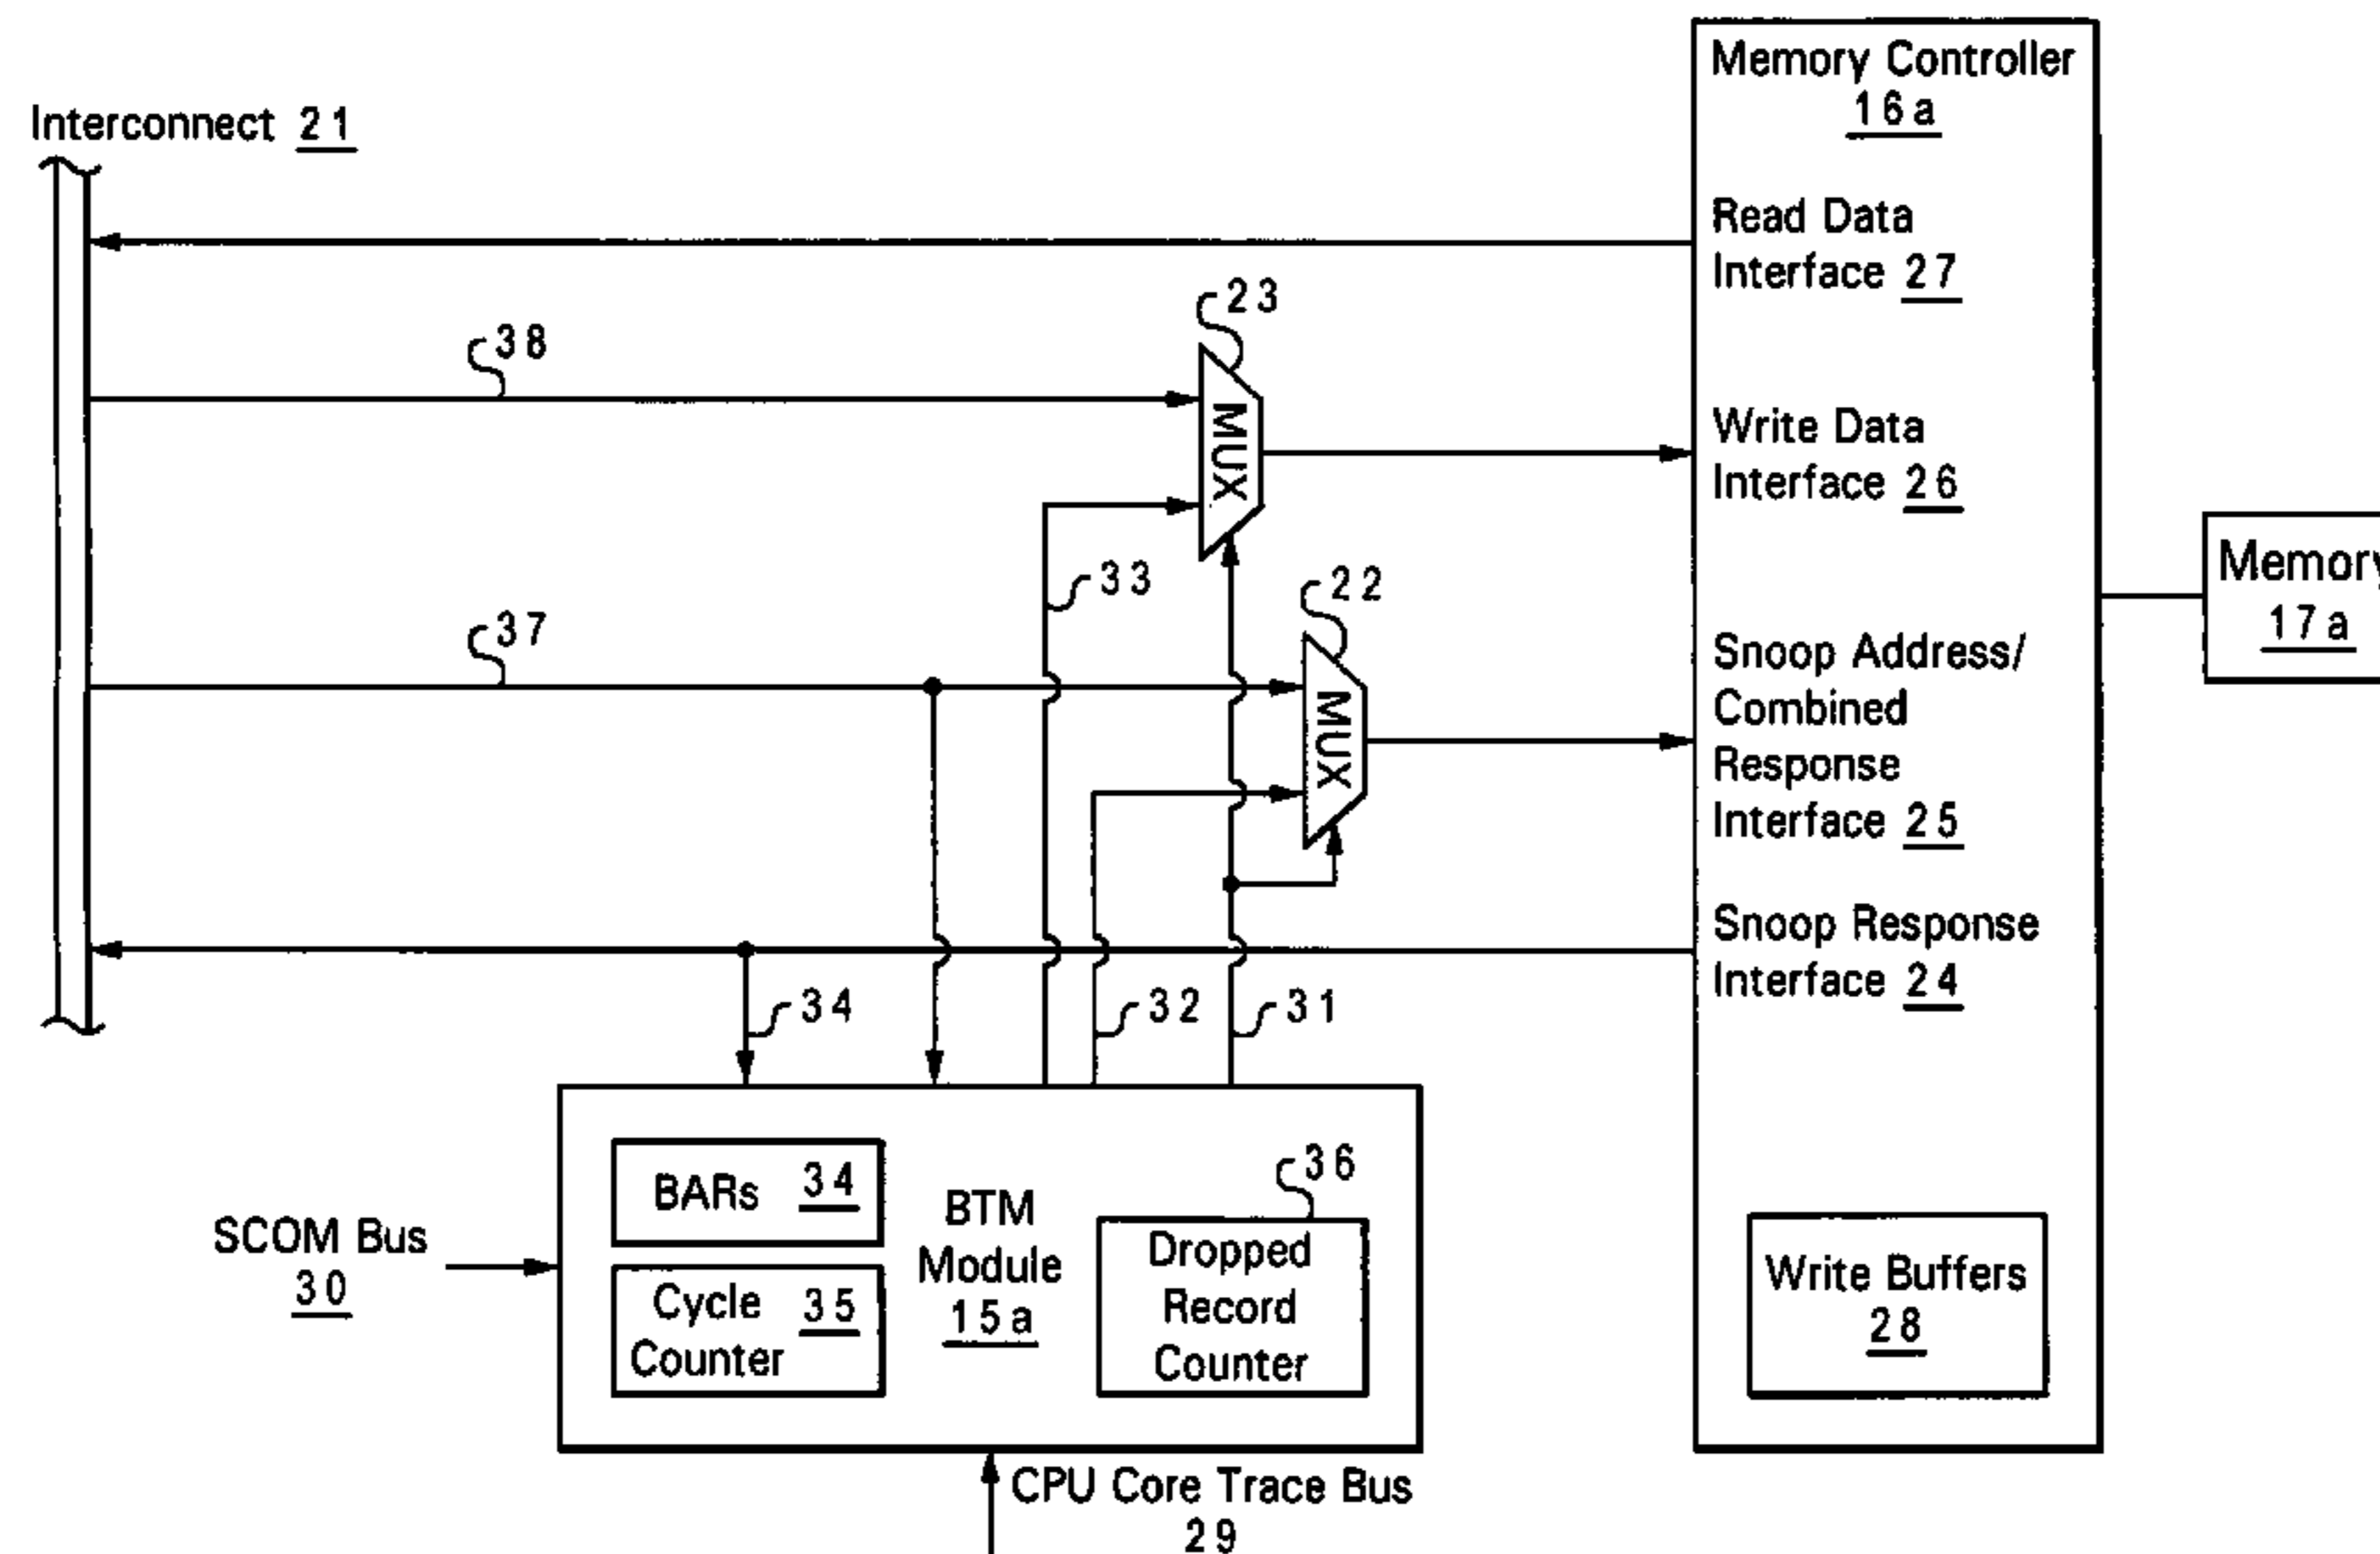 Interconnect 21
Memory Controller
16a
Read Data
Interface 27
23
38
Write Data
Interface 26
MUX
33
22
Memory
17a
37
Snoop Address/
Combined
Response
Interface 25
MUX
Snoop Response
Interface 24
34
32
31
BARs 34
36
BTM
Module
15a
Dropped
Record
Counter
SCOM Bus
30
Cycle 35
Counter
Write Buffers
28
CPU Core Trace Bus
29